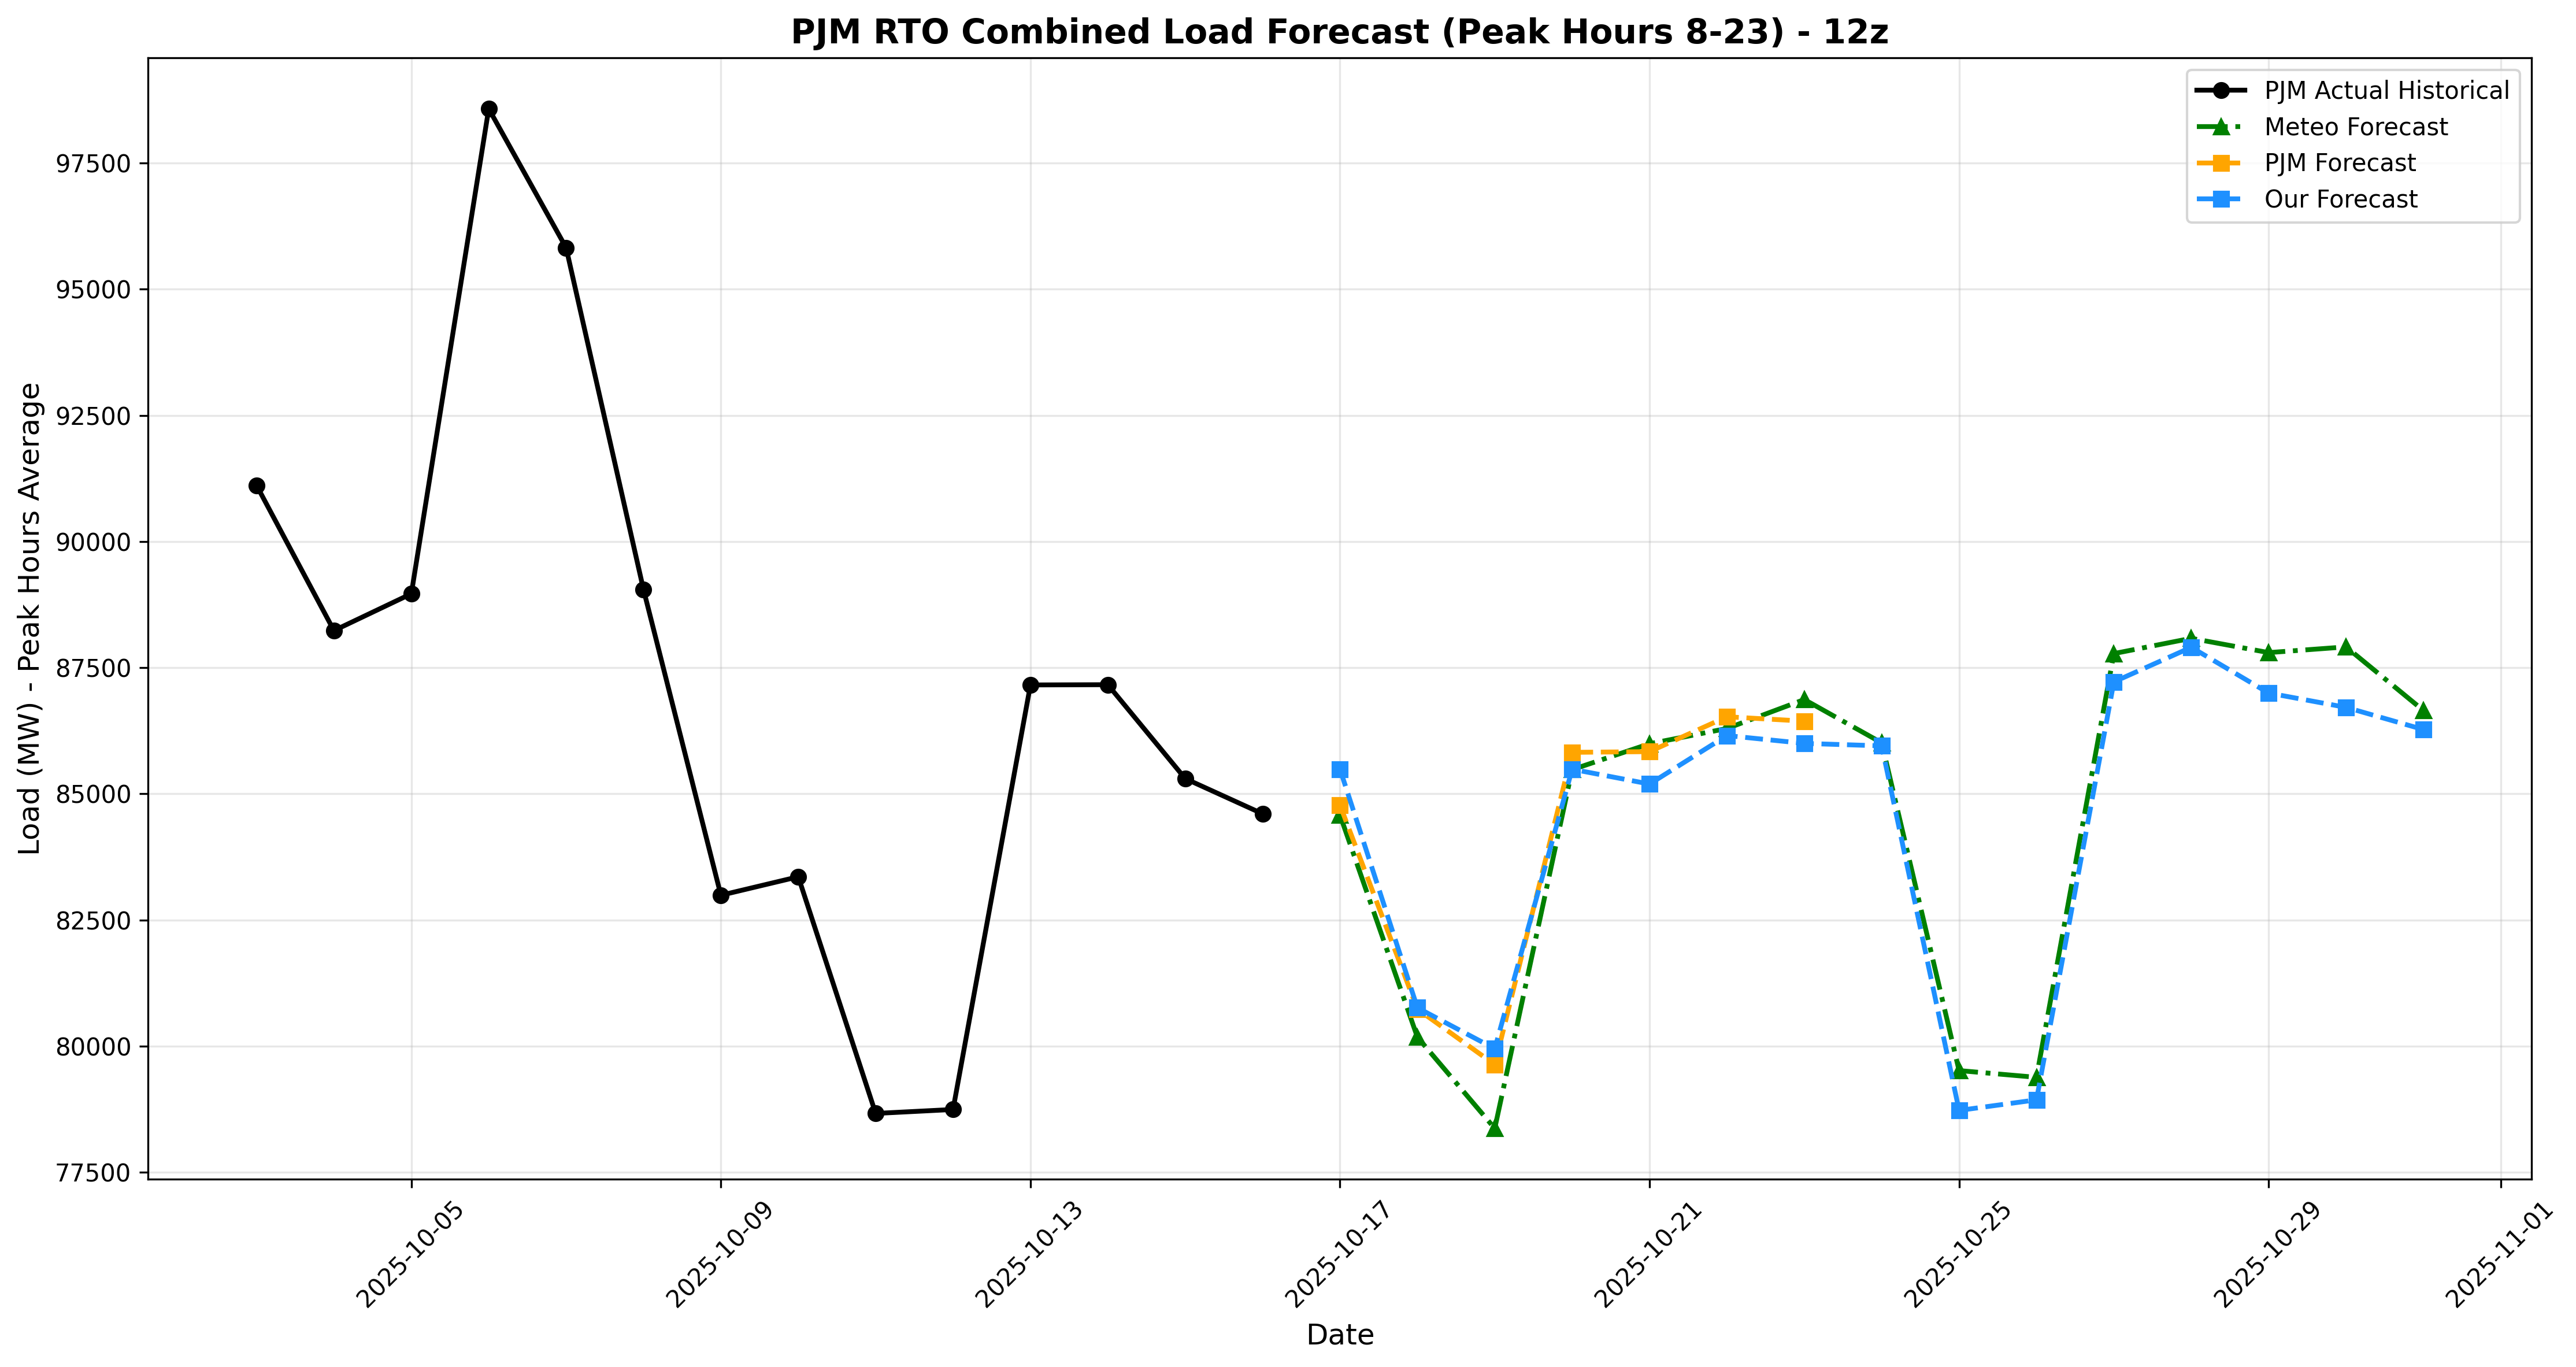 PJM RTO Combined Load Forecast (Peak Hours 8-23) - 12z
PJM Actual Historical
Meteo Forecast
PJM Forecast
Our Forecast
Load (MW) - Peak Hours Average
97500
95000
92500
90000
87500
85000
82500
80000
77500
2025-10-05
2025-10-09
2025-10-13
2025-10-17
2025-10-21
2025-10-25
2025-10-29
2025-11-01
Date